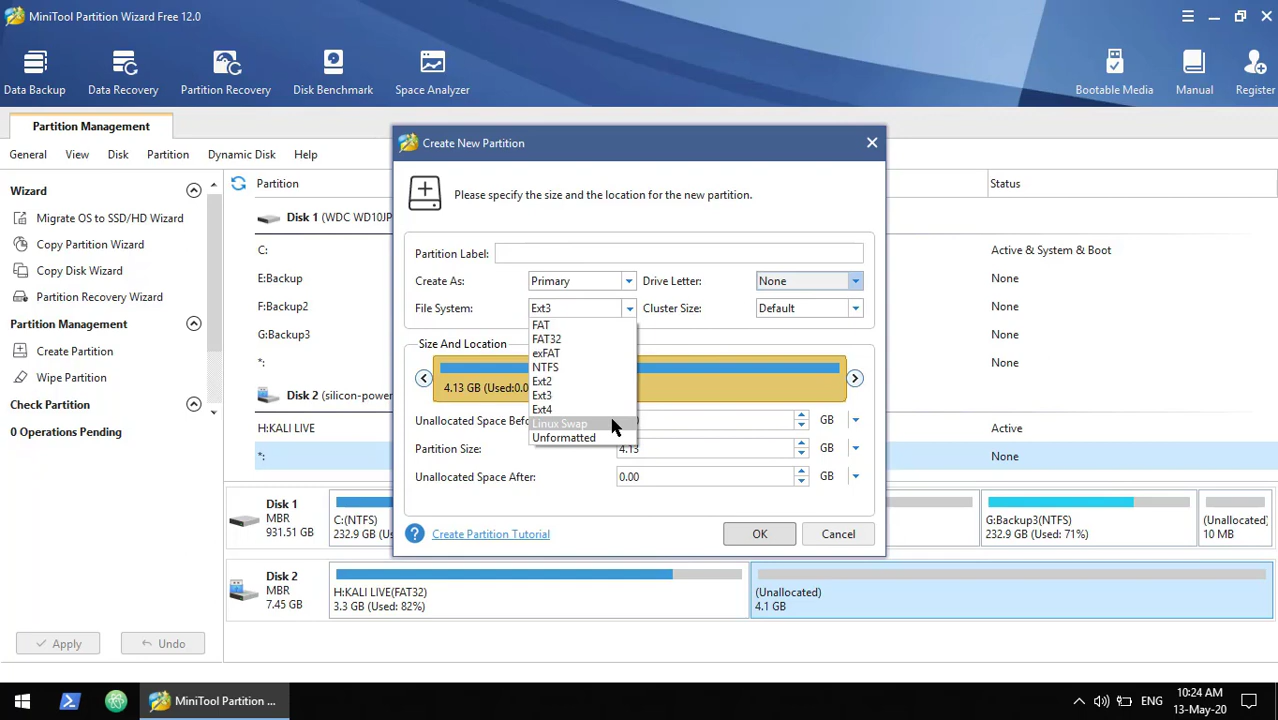 MiniTool Partition Wizard Free 12.0
Data Backup
Data Recovery
Partition Recovery
Disk Benchmark
Space Analyzer
Bootable Media
Manual
Register
Partition Management
General View Disk Partition Dynamic Disk Help
Wizard
Migrate OS to SSD/HD Wizard
Copy Partition Wizard
Copy Disk Wizard
Partition Recovery Wizard
Partition Management
Create Partition
Wipe Partition
Check Partition
0 Operations Pending
Apply
Undo
Partition
Status
Disk 1 (WDC WD10JP
C:
Active & System & Boot
E:Backup
None
F:Backup2
None
G:Backup3
None
*:
None
Disk 2 (silicon-power
H:KALI LIVE
Active
*:
None
Create New Partition
Please specify the size and the location for the new partition.
Partition Label:
Create As: Primary
Drive Letter: None
File System: Ext3
Cluster Size: Default
FAT
FAT32
exFAT
NTFS
Ext2
Ext3
Ext4
Linux Swap
Unformatted
Size And Location
4.13 GB (Used:0.0
Unallocated Space Befo
0 GB
Partition Size: 4.13 GB
Unallocated Space After: 0.00 GB
Create Partition Tutorial
OK
Cancel
Disk 1
MBR
931.51 GB
C:(NTFS)
232.9 GB (Used:
G:Backup3(NTFS)
232.9 GB (Used: 71%)
(Unallocated)
10 MB
Disk 2
MBR
7.45 GB
H:KALI LIVE(FAT32)
3.3 GB (Used: 82%)
(Unallocated)
4.1 GB
MiniTool Partition ...
ENG
10:24 AM
13-May-20